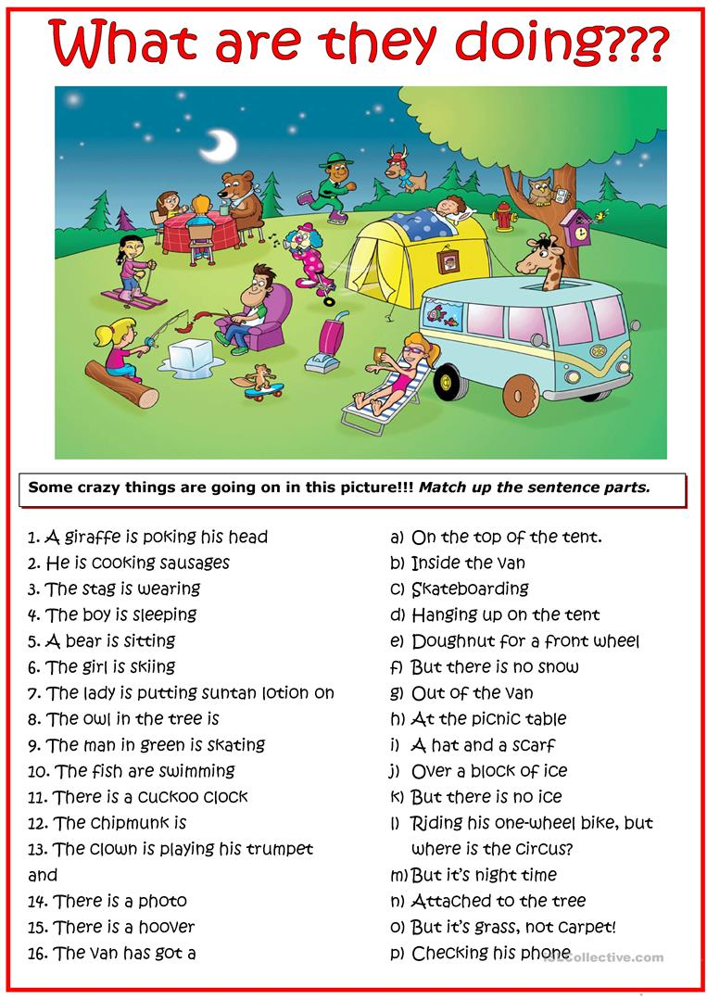 What are they doing???
Some crazy things are going on in this picture!!! Match up the sentence parts.
1. A giraffe is poking his head
2. He is cooking sausages
3. The stag is wearing
4. The boy is sleeping
5. A bear is sitting
6. The girl is skiing
7. The lady is putting suntan lotion on
8. The owl in the tree is
9. The man in green is skating
10. The fish are swimming
11. There is a cuckoo clock
12. The chipmunk is
13. The clown is playing his trumpet
and
14. There is a photo
15. There is a hoover
16. The van has got a
a) On the top of the tent.
b) Inside the van
c) Skateboarding
d) Hanging up on the tent
e) Doughnut for a front wheel
f) But there is no snow
g) Out of the van
h) At the picnic table
i) A hat and a scarf
j) Over a block of ice
k) But there is no ice
l) Riding his one-wheel bike, but
where is the circus?
m) But it's night time
n) Attached to the tree
o) But it's grass, not carpet!
p) Checking his phone
iSLCollective.com